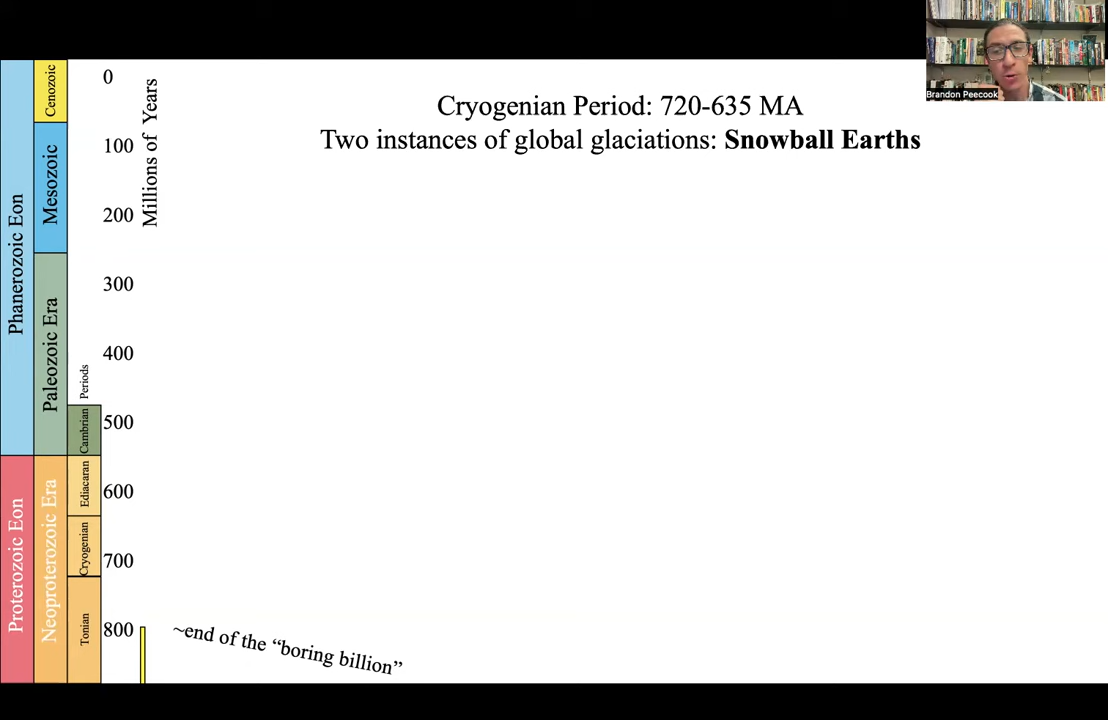 Brandon Peecook
Cryogenian Period: 720-635 MA
Two instances of global glaciations: Snowball Earths
Phanerozoic Eon
Proterozoic Eon
Cenozoic
Mesozoic
Paleozoic Era
Neoproterozoic Era
Periods
Cambrian
Ediacaran
Cryogenian
Tonian
0
100
200
300
400
500
600
700
800
Millions of Years
~end of the “boring billion”